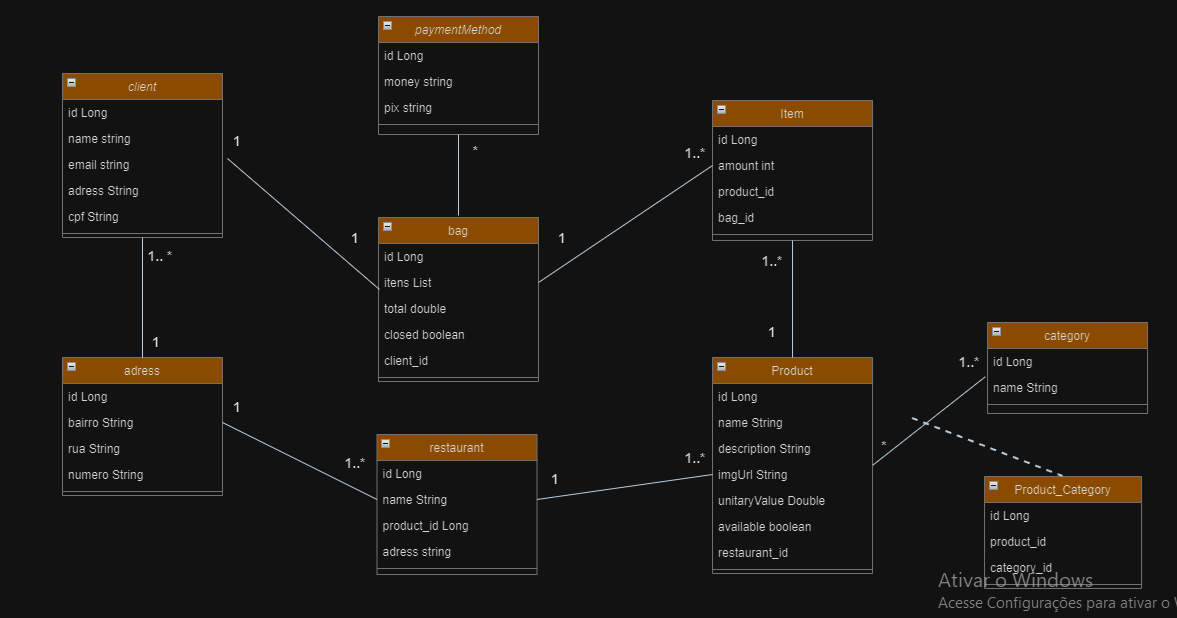 paymentMethod
id Long
money string
pix string
*
client
id Long
name string
email string
adress String
cpf String
1
1
1.. *
1
Item
id Long
amount int
product_id
bag_id
1..*
1
1..*
1
bag
id Long
itens List
total double
closed boolean
client_id
adress
id Long
bairro String
rua String
numero String
1
1..*
restaurant
id Long
name String
product_id Long
adress string
1
1..*
Product
id Long
name String
description String
imgUrl String
unitaryValue Double
available boolean
restaurant_id
*
1..*
category
id Long
name String
Product_Category
id Long
product_id
category_id
Ativar o Windows
Acesse Configurações para ativar o